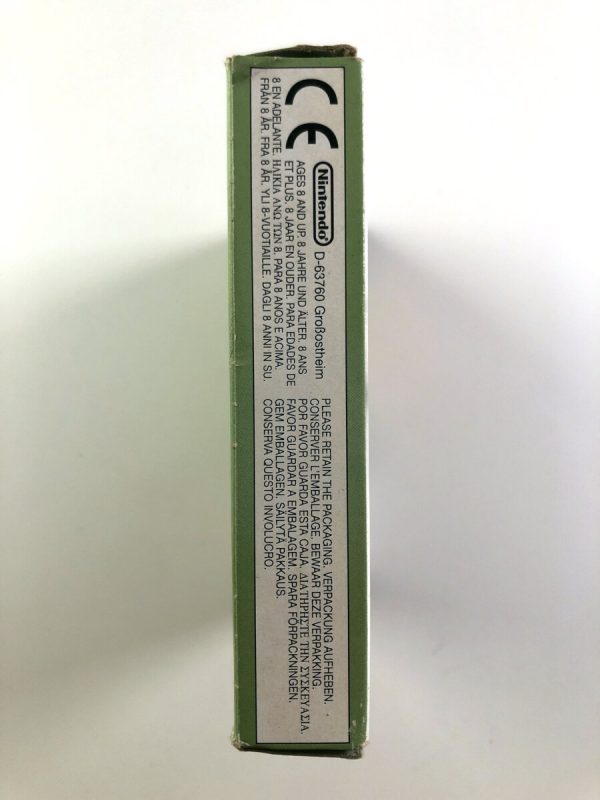 CE
Nintendo® D-63760 Großostheim
AGES 8 AND UP. 8 JAHRE UND ÄLTER. 8 ANS
ET PLUS. 8 JAAR EN OUDER. PARA EDADES DE
8 EN ADELANTE. ΗΛΙΚΙΑ ΑΝΩ ΤΩΝ 8. PARA 8 ANOS E ACIMA.
FRÅN 8 ÅR. FRA 8 ÅR. YLI 8-VUOTIAILLE. DAGLI 8 ANNI IN SU.
PLEASE RETAIN THE PACKAGING. VERPACKUNG AUFHEBEN.
CONSERVER L'EMBALLAGE. BEWAAR DEZE VERPAKKING.
POR FAVOR GUARDA ESTA CAJA. ΔΙΑΤΗΡΗΣΤΕ ΤΗΝ ΣΥΣΚΕΥΑΣΙΑ.
FAVOR GUARDAR A EMBALAGEM. SPARA FÖRPACKNINGEN.
GEM EMBALLAGEN. SÄILYTÄ PAKKAUS.
CONSERVA QUESTO INVOLUCRO.